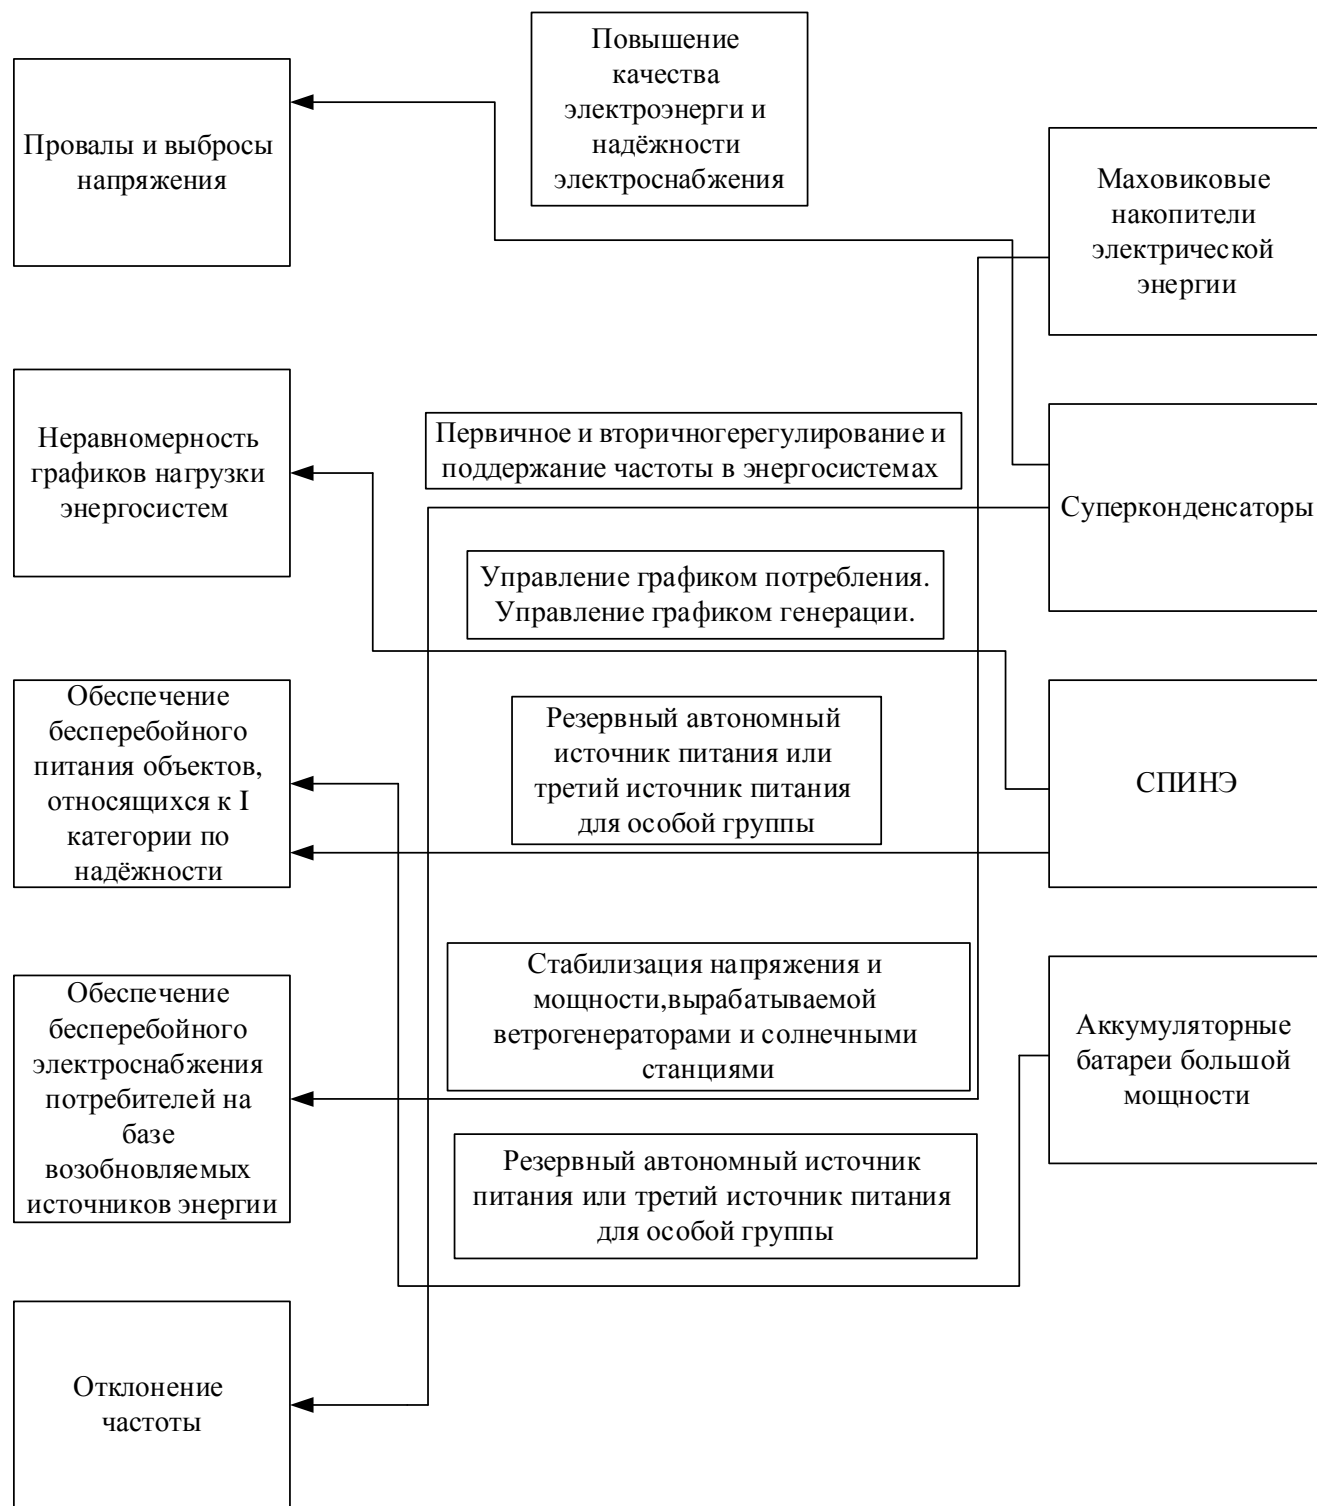 Повышение
качества
электроэнерги и
надёжности
электроснабжения
Провалы и выбросы
напряжения
Маховиковые
накопители
электрической
энергии
Неравномерность
графиков нагрузки
энергосистем
Первичное и вторичногерегулирование и
поддержание частоты в энергосистемах
Суперконденсаторы
Управление графиком потребления.
Управление графиком генерации.
Обеспечение
бесперебойного
питания объектов,
относящихся к I
категории по
надёжности
Резервный автономный
источник питания или
третий источник питания
для особой группы
СПИНЭ
Стабилизация напряжения и
мощности,вырабатываемой
ветрогенераторами и солнечными
станциями
Обеспечение
бесперебойного
электроснабжения
потребителей на
базе
возобновляемых
источников энергии
Аккумуляторные
батареи большой
мощности
Резервный автономный источник
питания или третий источник питания
для особой группы
Отклонение
частоты